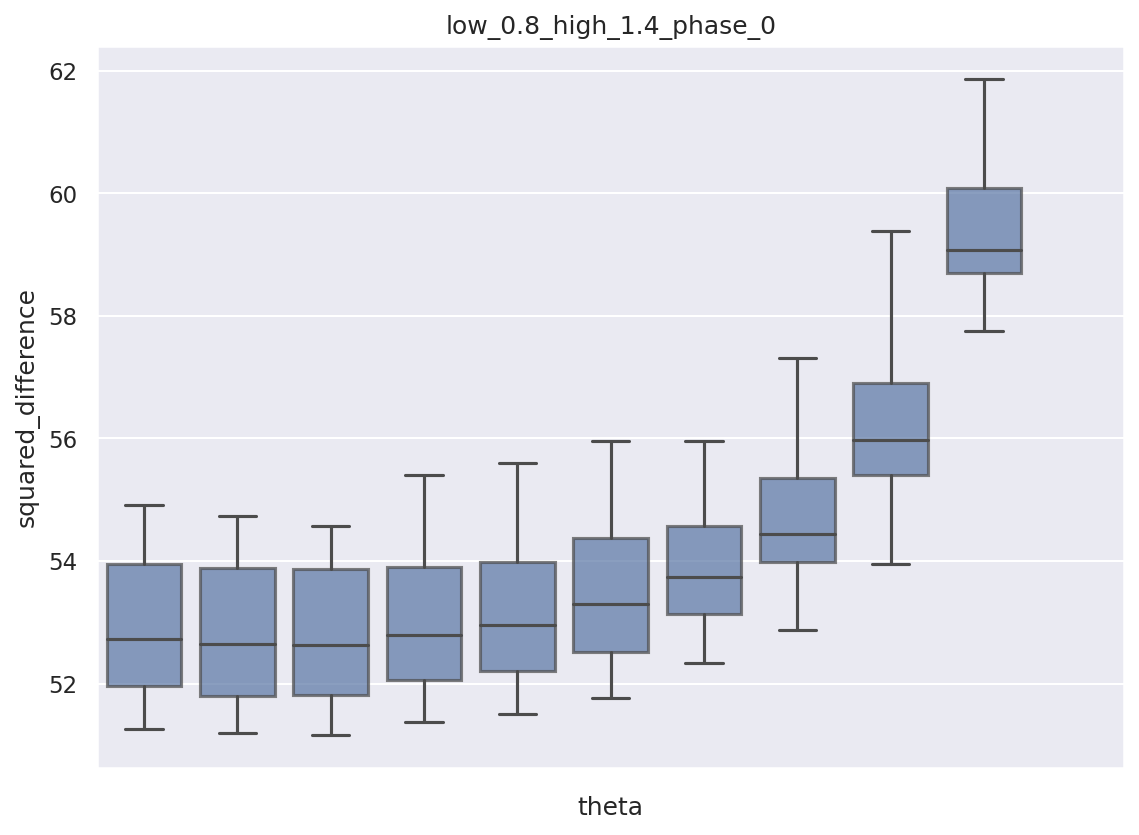 low_0.8_high_1.4_phase_0
62
60
58
56
54
52
squared_difference
theta